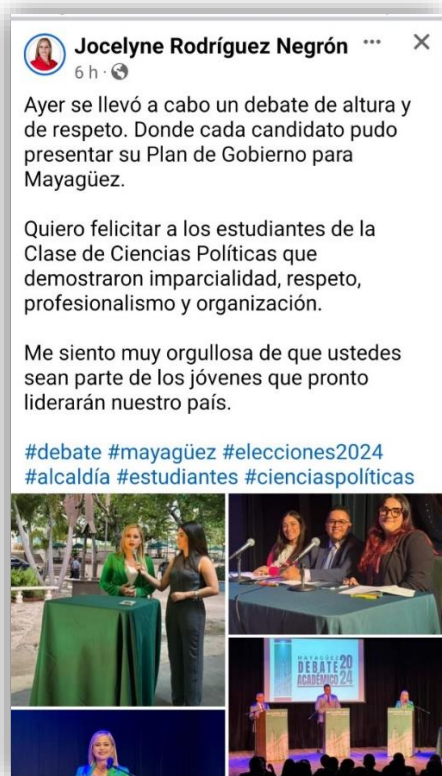 Jocelyne Rodríguez Negrón
6 h
Ayer se llevó a cabo un debate de altura y
de respeto. Donde cada candidato pudo
presentar su Plan de Gobierno para
Mayagüez.
Quiero felicitar a los estudiantes de la
Clase de Ciencias Políticas que
demostraron imparcialidad, respeto,
profesionalismo y organización.
Me siento muy orgullosa de que ustedes
sean parte de los jóvenes que pronto
liderarán nuestro país.
#debate #mayagüez #elecciones2024
#alcaldía #estudiantes #cienciaspolíticas
MAYAGÜEZ
DEBATE 20
ACADÉMICO 24